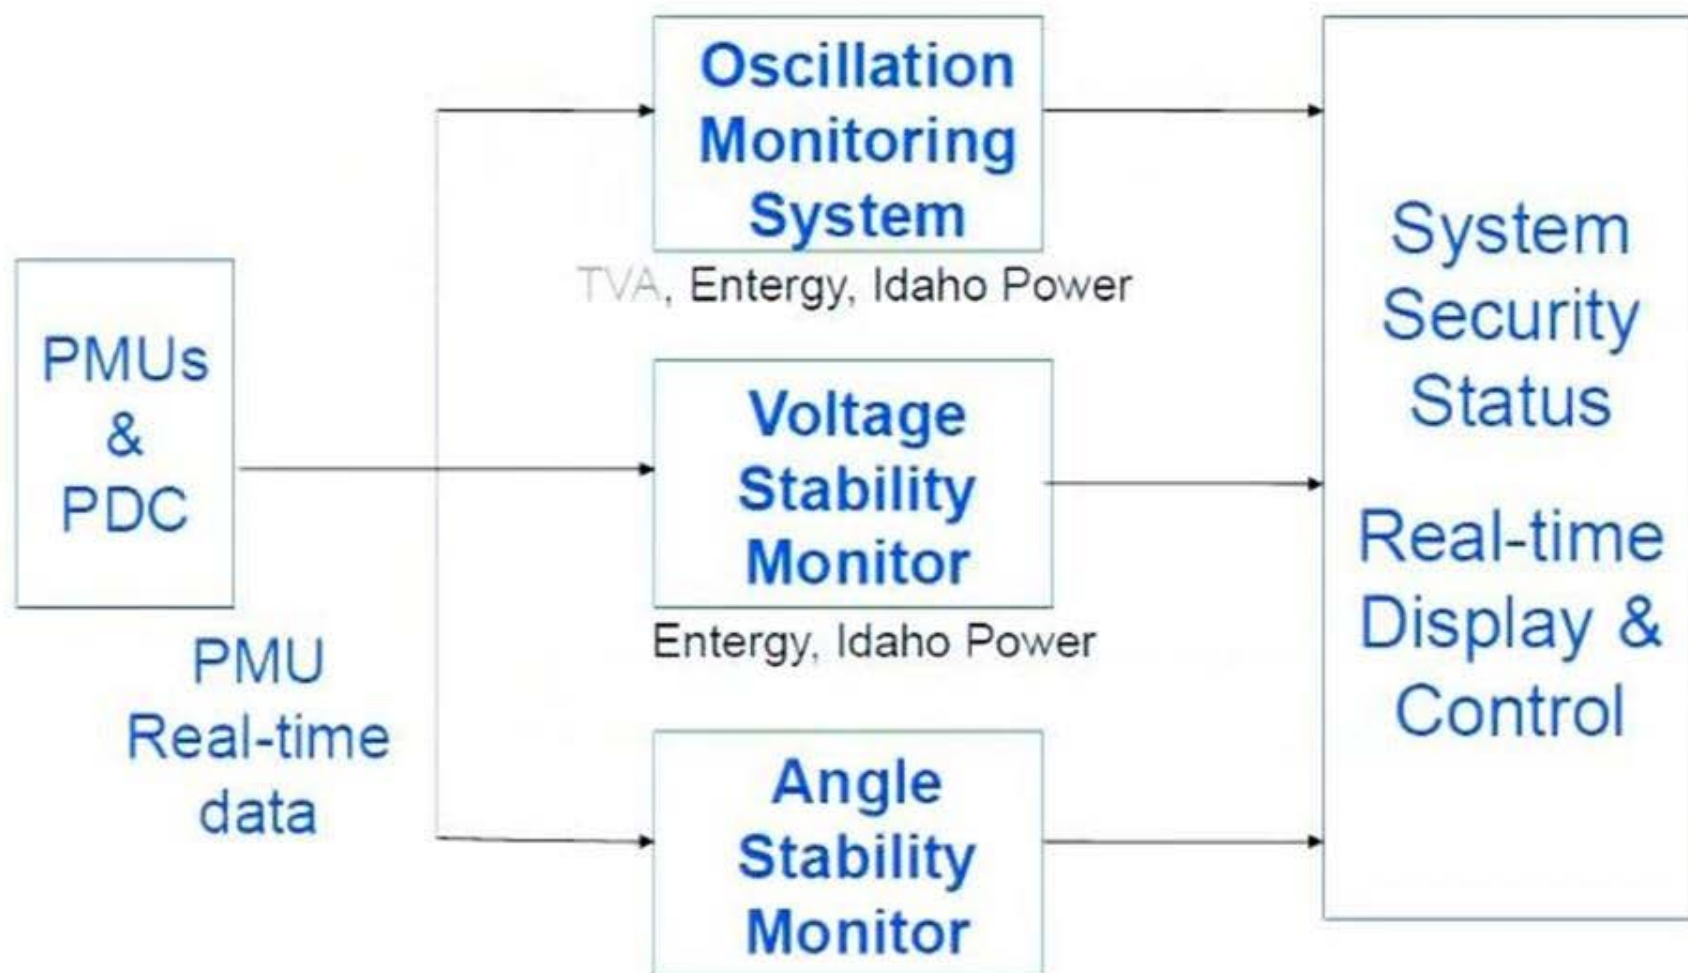 Oscillation
Monitoring
System
TVA, Entergy, Idaho Power
PMUs
&
PDC
PMU
Real-time
data
Voltage
Stability
Monitor
Entergy, Idaho Power
Angle
Stability
Monitor
System
Security
Status
Real-time
Display &
Control